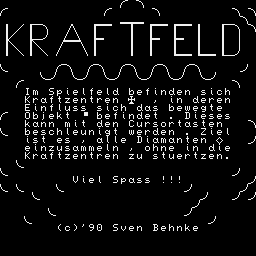 KRAFTFELD
Im Spielfeld befinden sich
Kraftzentren ✠ , in deren
Einfluss sich das bewegte
Objekt ▪ befindet . Dieses
kann mit den Cursortasten
beschleunigt werden . Ziel
ist es , alle Diamanten ◇
einzusammeln , ohne in die
Kraftzentren zu stuertzen.
Viel Spass !!!
(c)'90 Sven Behnke